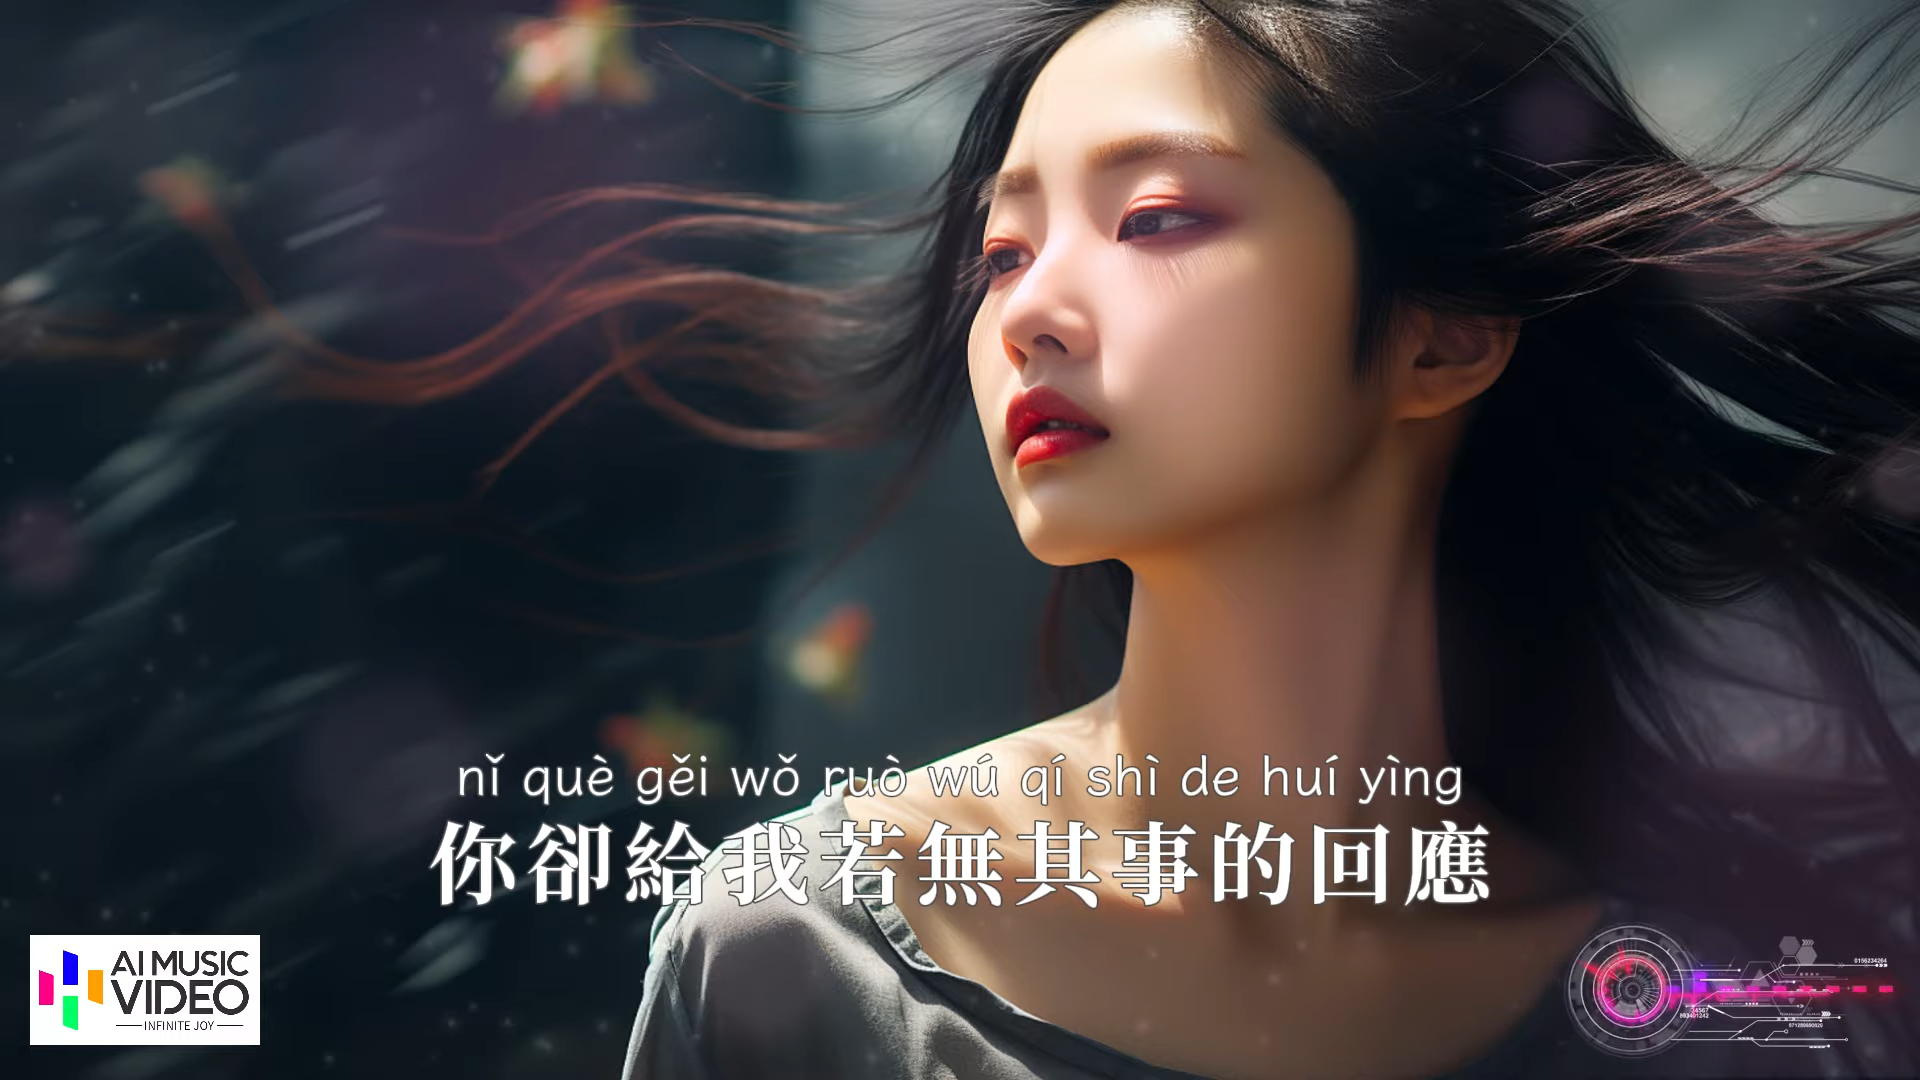 nǐ què gěi wǒ ruò wú qí shì de huí yìng
你卻給我若無其事的回應
AI MUSIC
VIDEO
INFINITE JOY
0156234264